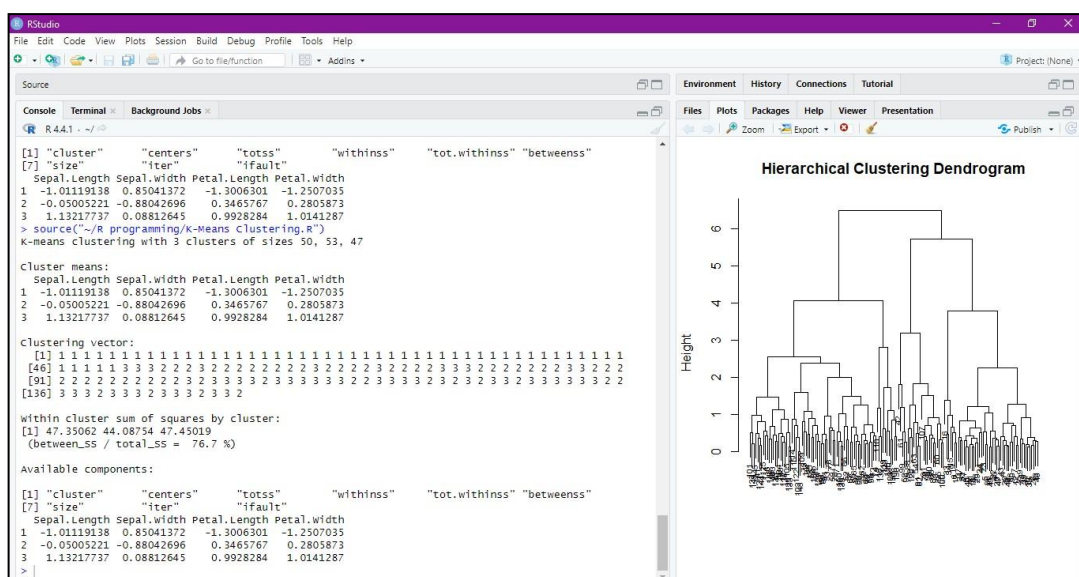 RStudio
File Edit Code View Plots Session Build Debug Profile Tools Help
Go to file/function Addins Project: (None)
Source
Console Terminal Background Jobs
R 4.4.1 · ~/
[1] "cluster" "centers" "totss" "withinss" "tot.withinss" "betweenss"
[7] "size" "iter" "ifault"
Sepal.Length Sepal.Width Petal.Length Petal.Width
1 -1.01119138 0.85041372 -1.3006301 -1.2507035
2 -0.05005221 -0.88042696 0.3465767 0.2805873
3 1.13217737 0.08812645 0.9928284 1.0141287
> source("~/R programming/K-Means Clustering.R")
K-means clustering with 3 clusters of sizes 50, 53, 47
Cluster means:
Sepal.Length Sepal.Width Petal.Length Petal.Width
1 -1.01119138 0.85041372 -1.3006301 -1.2507035
2 -0.05005221 -0.88042696 0.3465767 0.2805873
3 1.13217737 0.08812645 0.9928284 1.0141287
Clustering vector:
[1] 1 1 1 1 1 1 1 1 1 1 1 1 1 1 1 1 1 1 1 1 1 1 1 1 1 1 1 1 1 1 1 1 1 1 1 1 1 1 1 1 1 1 1 1 1
[46] 1 1 1 1 1 3 3 3 2 2 2 3 2 2 2 2 2 2 2 2 3 2 2 2 2 3 2 2 2 2 3 3 3 2 2 2 2 2 2 2 3 3 2 2 2
[91] 2 2 2 2 2 2 2 2 2 2 3 2 3 3 3 3 2 3 3 3 3 3 3 2 2 3 3 3 3 2 3 2 3 2 3 3 2 3 3 3 3 3 3 2 2
[136] 3 3 3 2 3 3 3 2 3 3 3 2 3 3 2
Within cluster sum of squares by cluster:
[1] 47.35062 44.08754 47.45019
(between_SS / total_SS = 76.7 %)
Available components:
[1] "cluster" "centers" "totss" "withinss" "tot.withinss" "betweenss"
[7] "size" "iter" "ifault"
Sepal.Length Sepal.Width Petal.Length Petal.Width
1 -1.01119138 0.85041372 -1.3006301 -1.2507035
2 -0.05005221 -0.88042696 0.3465767 0.2805873
3 1.13217737 0.08812645 0.9928284 1.0141287
>
Environment History Connections Tutorial
Files Plots Packages Help Viewer Presentation
Zoom Export Publish
Hierarchical Clustering Dendrogram
Height
6
5
4
3
2
1
0